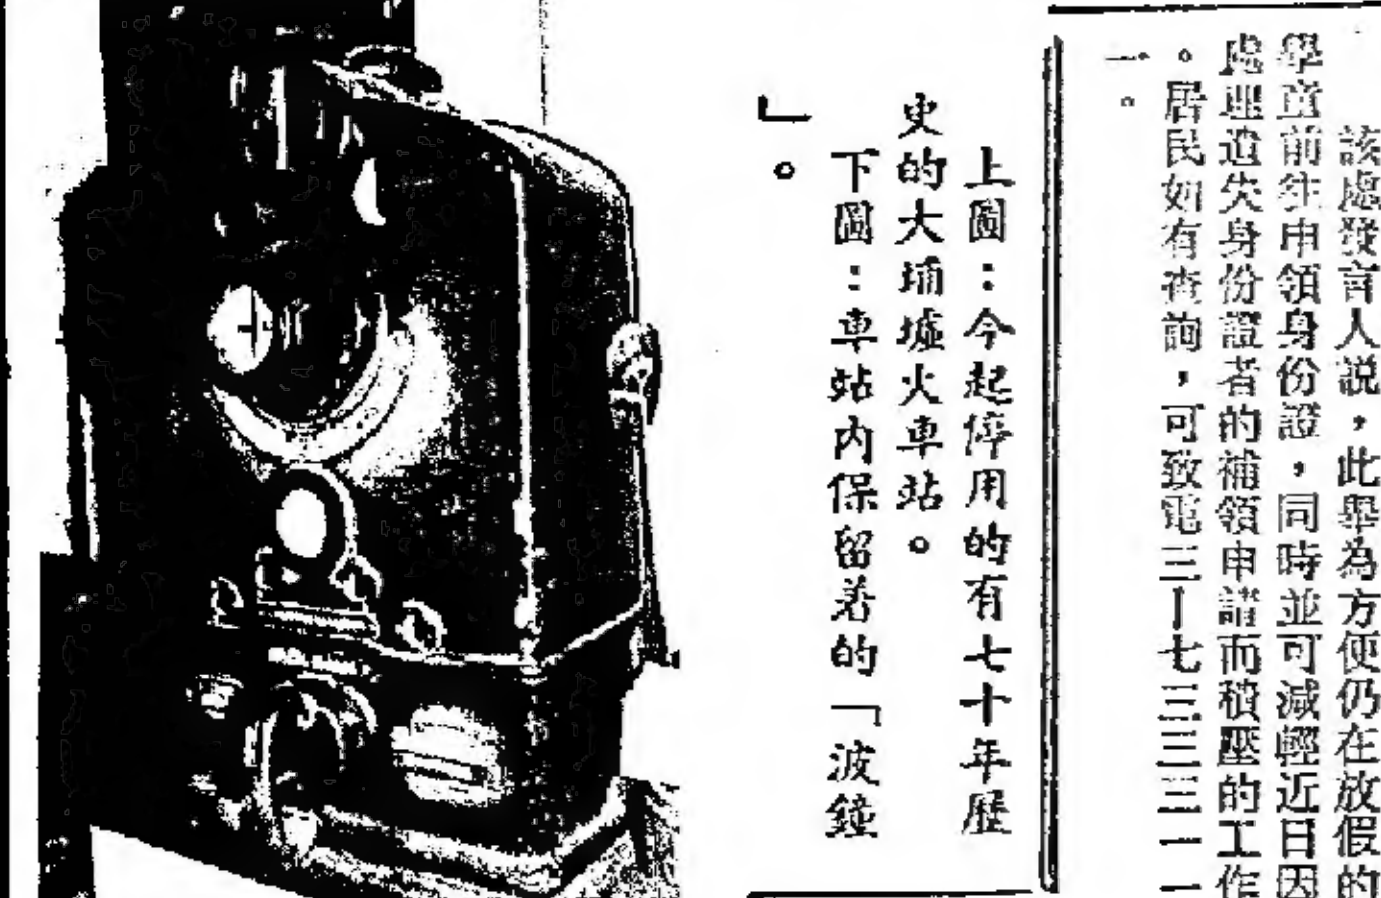 該處發言人説，此舉為方便仍在放假的
學童前往申領身份證，同時並可減輕近日因
處理遺失身份證者的補領申請而積壓的工作
。居民如有查詢，可致電三—七三三三一一
一。
上圖：今起停用的有七十年歷
史的大埔墟火車站。
下圖：車站內保留着的「波鐘
」。